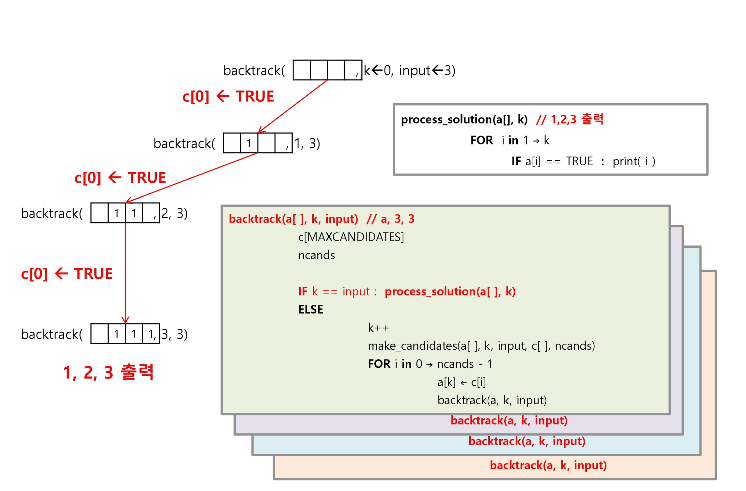 backtrack( , k←0, input←3)
c[0] ← TRUE
backtrack( 1 , 1, 3)
c[0] ← TRUE
backtrack( 1 1 , 2, 3)
c[0] ← TRUE
backtrack( 1 1 1 , 3, 3)
1, 2, 3 출력
process_solution(a[], k) // 1,2,3 출력
FOR i in 1 → k
IF a[i] == TRUE : print( i )
backtrack(a[ ], k, input) // a, 3, 3
c[MAXCANDIDATES]
ncands
IF k == input : process_solution(a[ ], k)
ELSE
k++
make_candidates(a[ ], k, input, c[ ], ncands)
FOR i in 0 → ncands - 1
a[k] ← c[i]
backtrack(a, k, input)
backtrack(a, k, input)
backtrack(a, k, input)
backtrack(a, k, input)